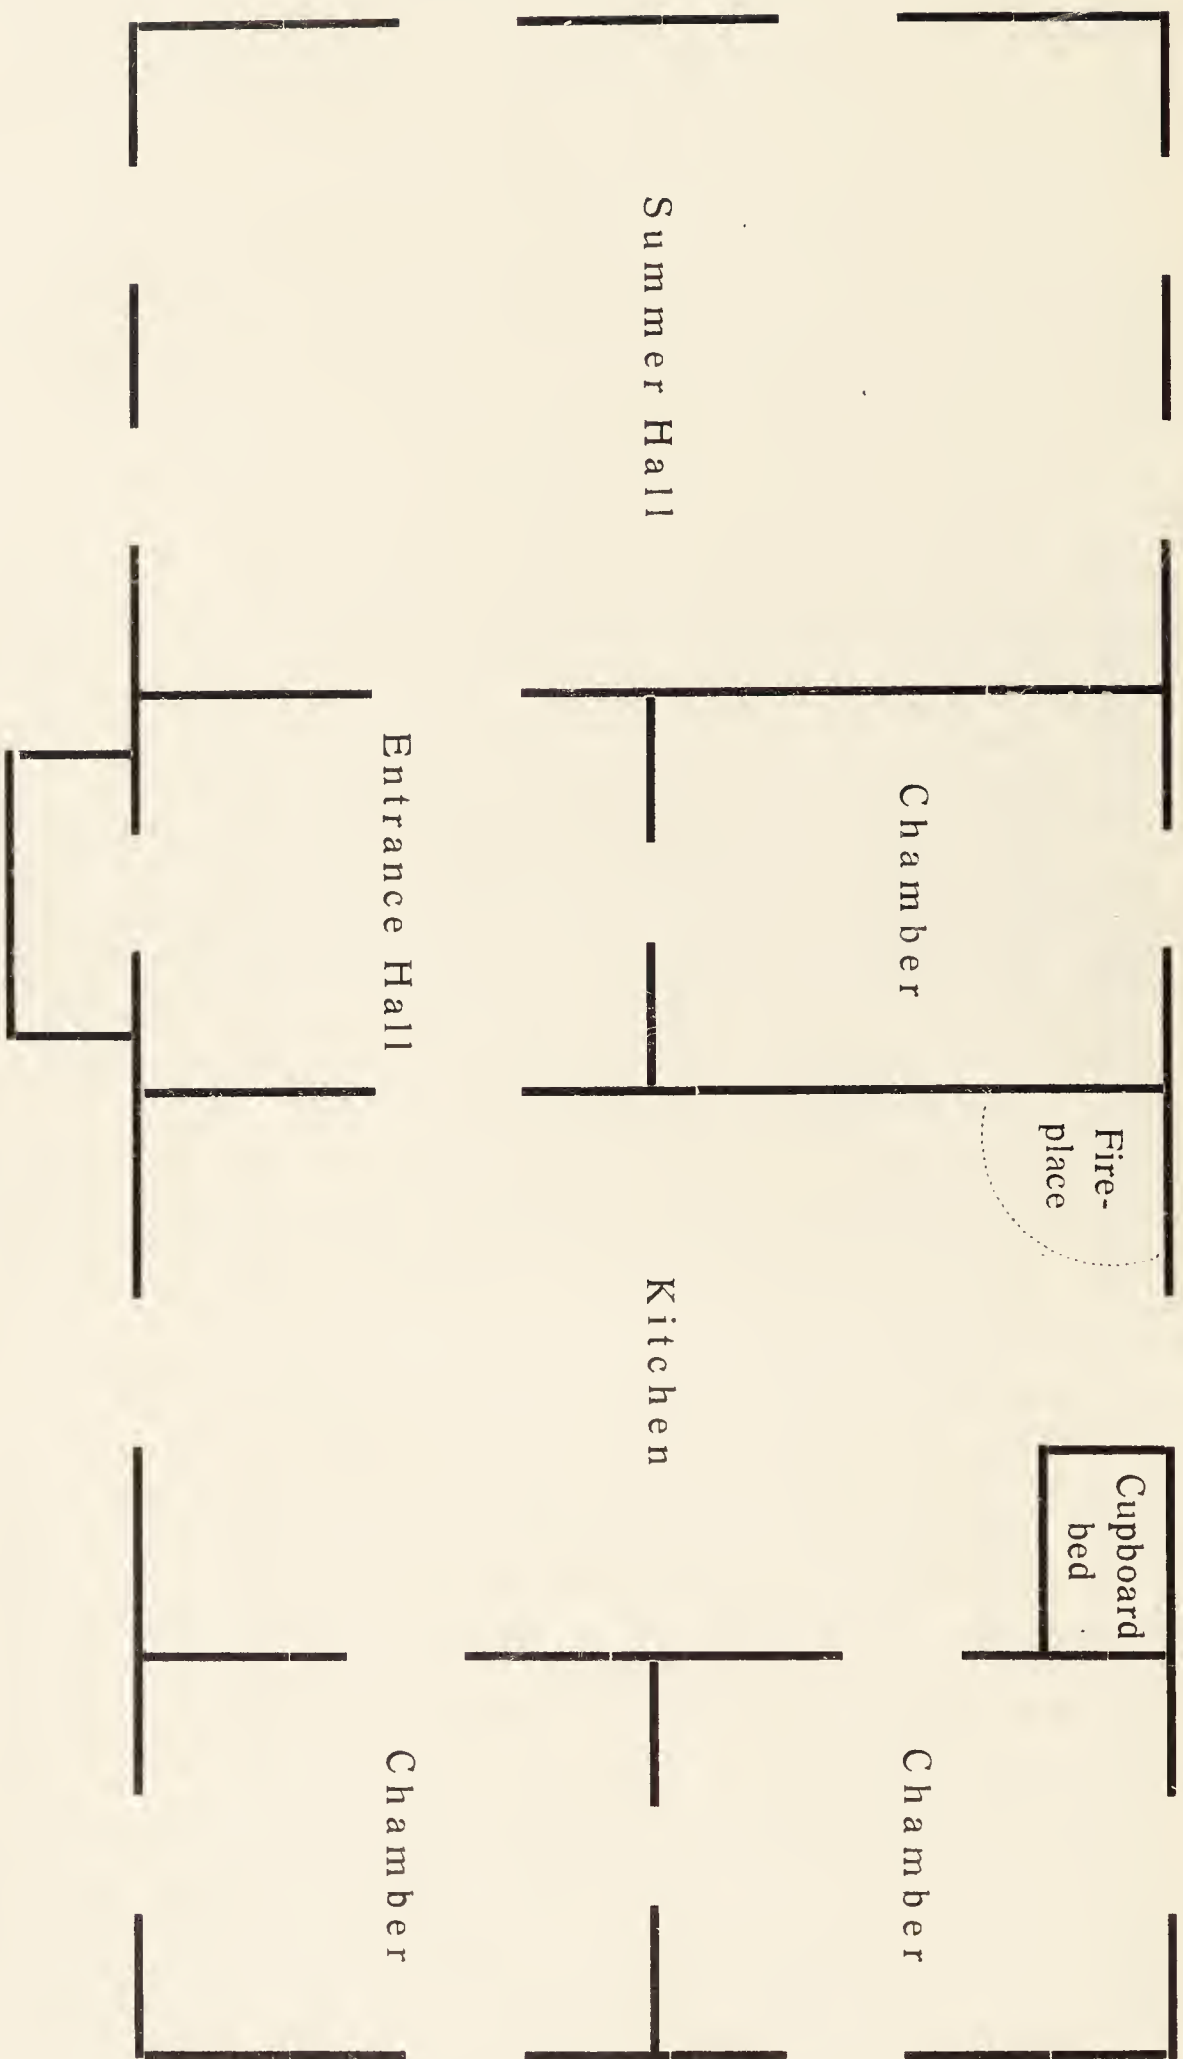 Summer Hall
Chamber
Entrance Hall
Fire-
place
Kitchen
Cupboard
bed
Chamber
Chamber